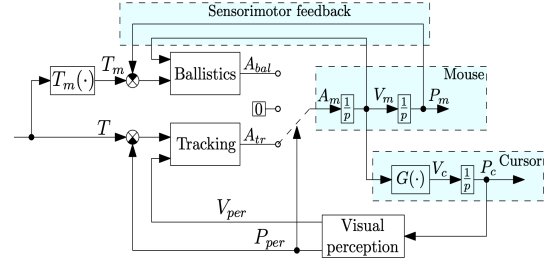 Sensorimotor feedback
T_m(·)
T_m
Ballistics
A_bal
Mouse
0
A_m
1/p
V_m
1/p
P_m
T
Tracking
A_tr
Cursor
G(·)
V_c
1/p
P_c
V_per
P_per
Visual
perception